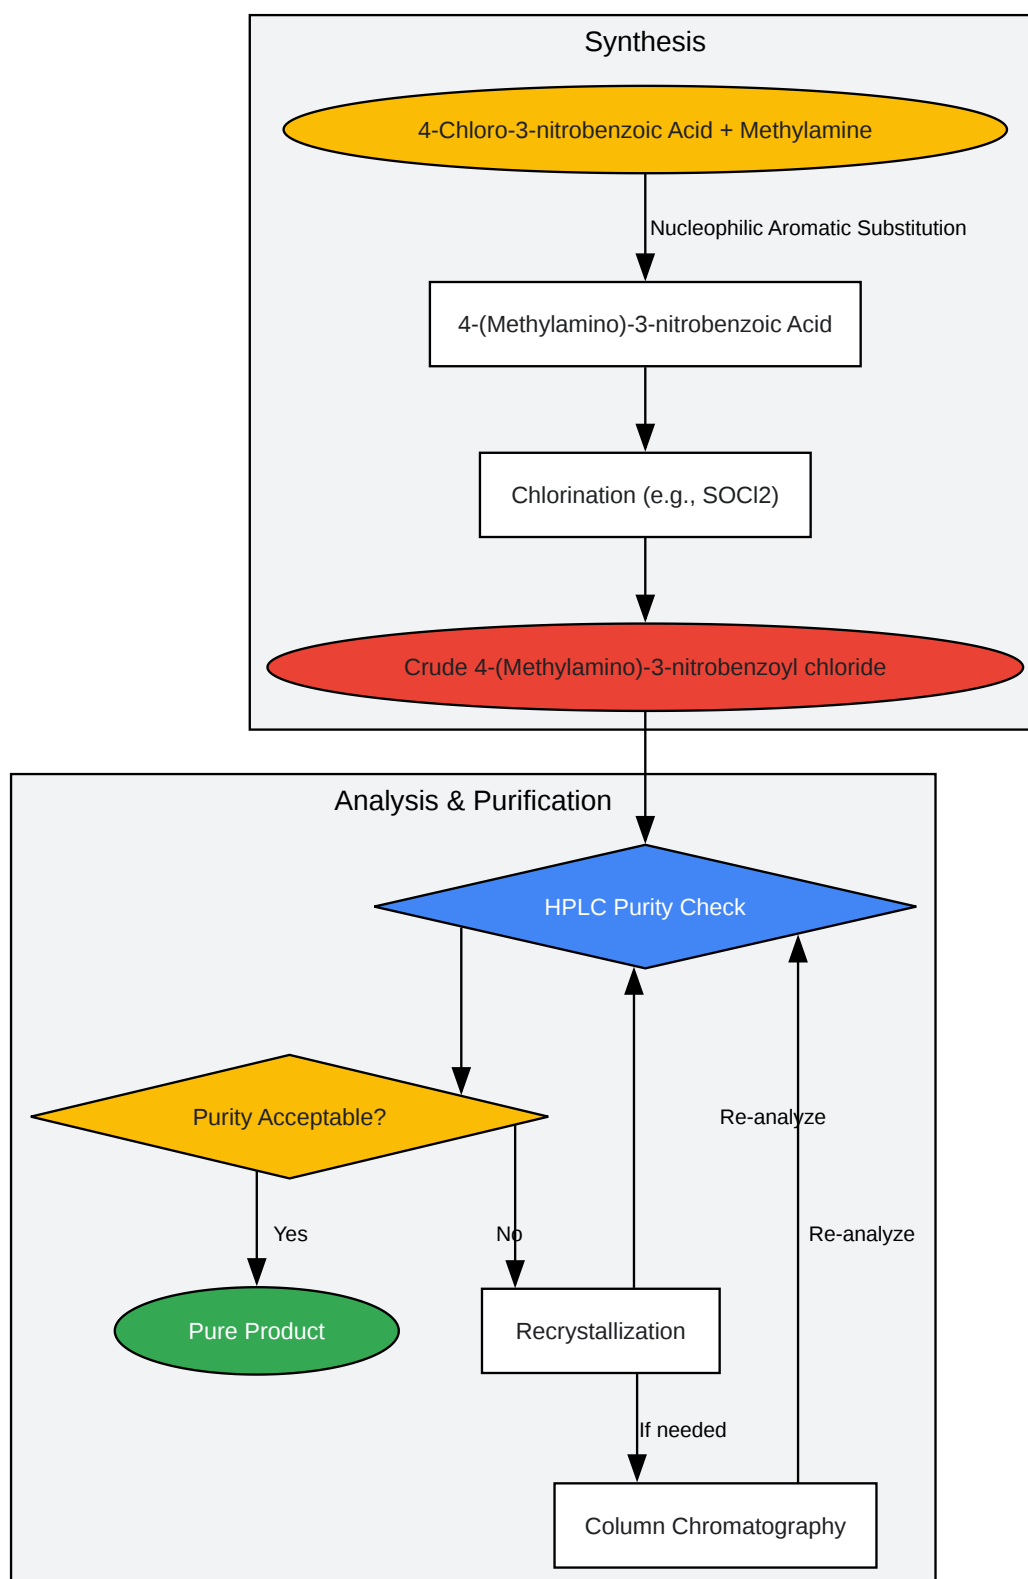 Synthesis
4-Chloro-3-nitrobenzoic Acid + Methylamine
Nucleophilic Aromatic Substitution
4-(Methylamino)-3-nitrobenzoic Acid
Chlorination (e.g., SOCl2)
Crude 4-(Methylamino)-3-nitrobenzoyl chloride
Analysis & Purification
HPLC Purity Check
Purity Acceptable?
Re-analyze
Yes
No
Re-analyze
Pure Product
Recrystallization
If needed
Column Chromatography